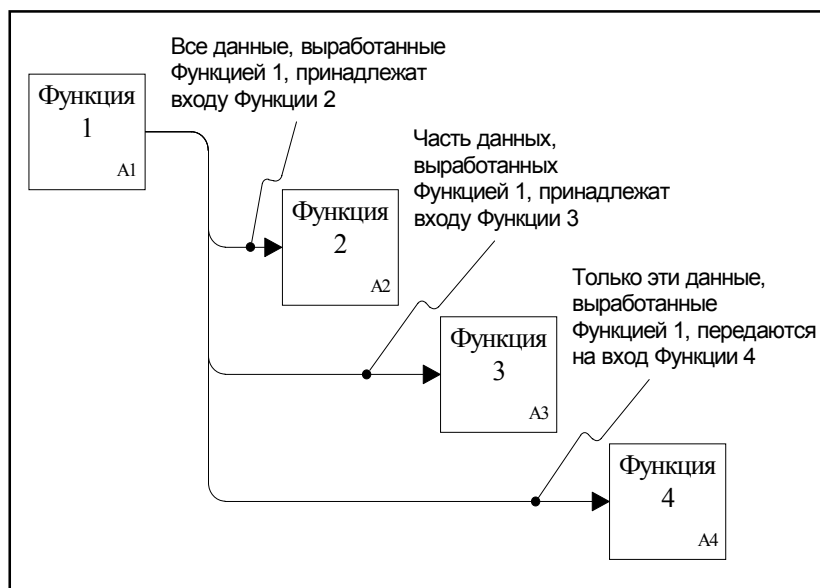 Все данные, выработанные
Функцией 1, принадлежат
входу Функции 2
Функция
1
A1
Часть данных,
выработанных
Функцией 1, принадлежат
входу Функции 3
Функция
2
A2
Только эти данные,
выработанные
Функцией 1, передаются
на вход Функции 4
Функция
3
A3
Функция
4
A4